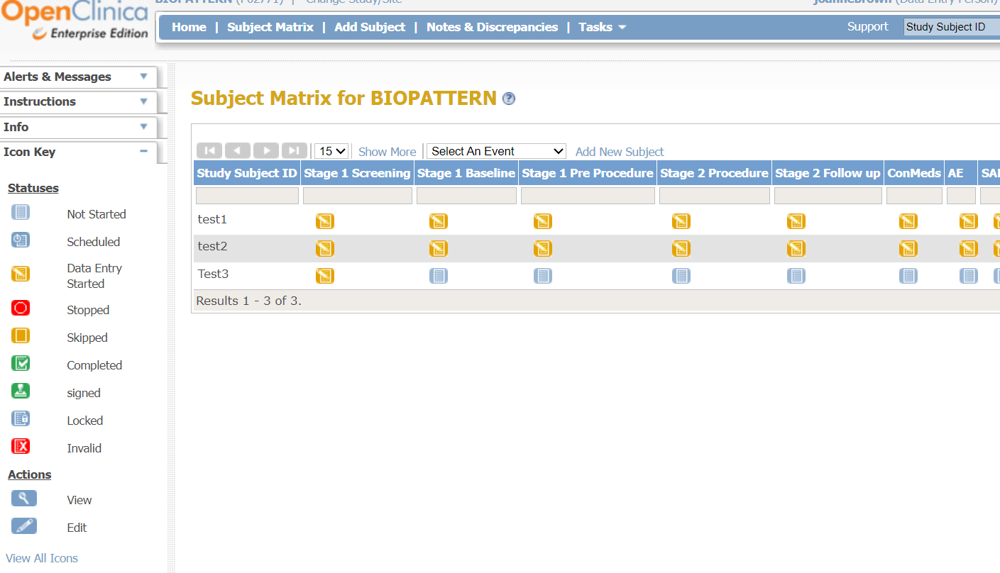 BIOPATTERN (P02771) | Change Study/Site
joannebrown (Data Entry Person)
OpenClinica
Enterprise Edition
Home | Subject Matrix | Add Subject | Notes & Discrepancies | Tasks
Support
Study Subject ID
Alerts & Messages
Instructions
Info
Icon Key
Statuses
Not Started
Scheduled
Data Entry
Started
Stopped
Skipped
Completed
signed
Locked
Invalid
Actions
View
Edit
View All Icons
Subject Matrix for BIOPATTERN
15 Show More Select An Event Add New Subject
Study Subject ID Stage 1 Screening Stage 1 Baseline Stage 1 Pre Procedure Stage 2 Procedure Stage 2 Follow up ConMeds AE
test1
test2
Test3
Results 1 - 3 of 3.